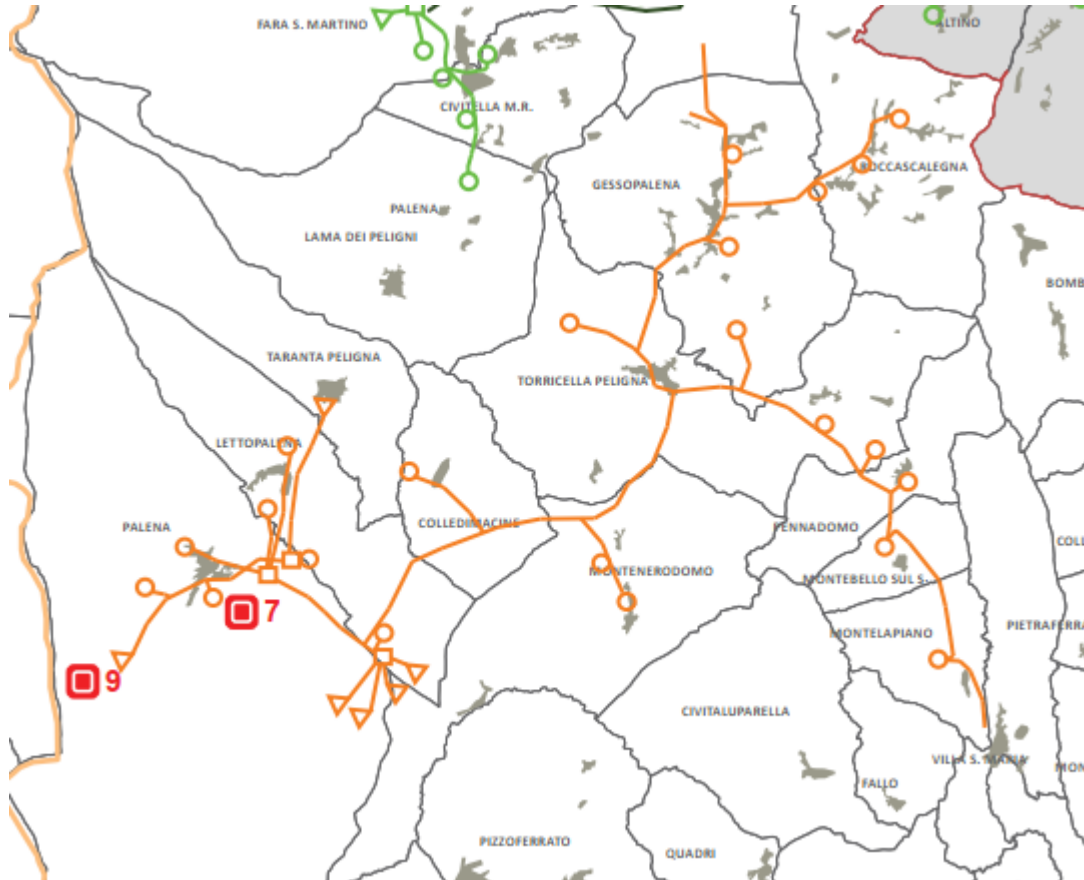 FARA S. MARTINO
ALTINO
CIVITELLA M.R.
ROCCASCALEGNA
GESSOPALENA
PALENA
LAMA DEI PELIGNI
BOMB
TARANTA PELIGNA
TORRICELLA PELIGNA
LETTOPALENA
PALENA
COLLEDIMACINE
PENNADOMO
COLL
MONTENERODOMO
MONTEBELLO SUL S.
7
PIETRAFERRA
MONTELAPIANO
9
CIVITALUPARELLA
VILLA S. MARIA
MON
FALLO
PIZZOFERRATO
QUADRI